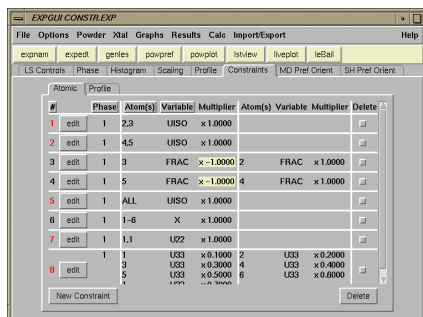 EXPGUI CONSTR.EXP
File Options Powder Xtal Graphs Results Calc Import/Export Help
expnam expedt genles powpref powplot lstview liveplot leBail
LS Controls Phase Histogram Scaling Profile Constraints MD Pref Orient SH Pref Orient
Atomic Profile
# Phase Atom(s) Variable Multiplier Atom(s) Variable Multiplier Delete
1 edit 1 2,3 UISO x 1.0000
2 edit 1 4,5 UISO x 1.0000
3 edit 1 3 FRAC x -1.0000 2 FRAC x 1.0000
4 edit 1 5 FRAC x -1.0000 4 FRAC x 1.0000
5 edit 1 ALL UISO x 1.0000
6 edit 1 1-6 X x 1.0000
7 edit 1 1,1 U22 x 1.0000
1 1 U33 x 0.1000 2 U33 x 0.2000
3 U33 x 0.3000 4 U33 x 0.4000
8 edit 5 U33 x 0.5000 6 U33 x 0.6000
1 U33 x 0.7000
New Constraint Delete